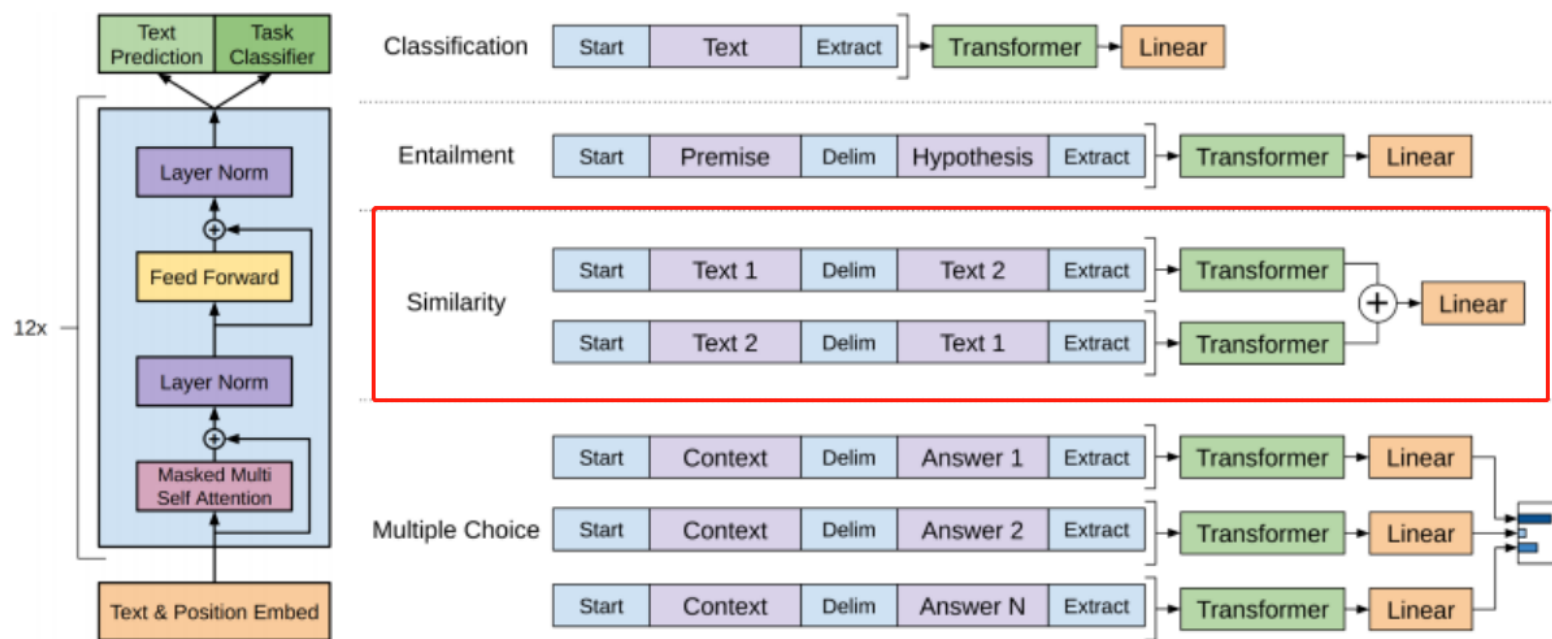 Text
Prediction
Task
Classifier
12x
Layer Norm
Feed Forward
Layer Norm
Masked Multi
Self Attention
Text & Position Embed
Classification Start Text Extract Transformer Linear
Entailment Start Premise Delim Hypothesis Extract Transformer Linear
Similarity
Start Text 1 Delim Text 2 Extract Transformer
Start Text 2 Delim Text 1 Extract Transformer
Linear
Multiple Choice
Start Context Delim Answer 1 Extract Transformer Linear
Start Context Delim Answer 2 Extract Transformer Linear
Start Context Delim Answer N Extract Transformer Linear